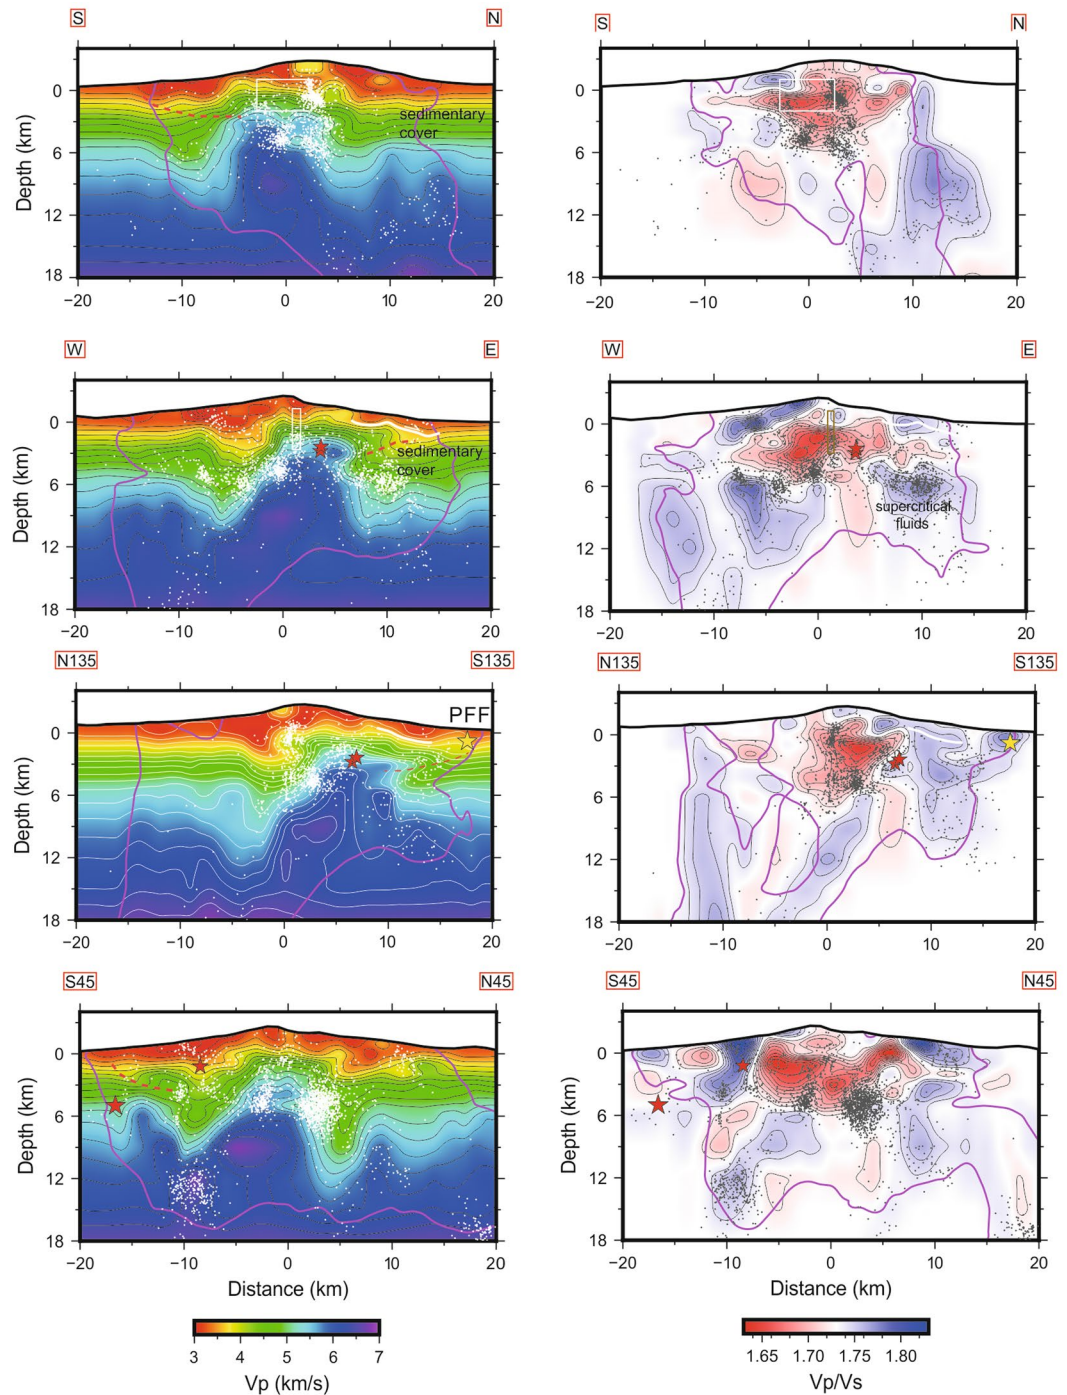 S N S N
0
6
12
18
Depth (km)
sedimentary
cover
−20 −10 0 10 20
0
6
12
18
Depth (km)
−20 −10 0 10 20
W E W E
0
6
12
18
Depth (km)
sedimentary
cover
−20 −10 0 10 20
0
6
12
18
Depth (km)
supercritical
fluids
−20 −10 0 10 20
N135 S135 N135 S135
PFF
0
6
12
18
Depth (km)
−20 −10 0 10 20
0
6
12
18
Depth (km)
−20 −10 0 10 20
S45 N45 S45 N45
0
6
12
18
Depth (km)
−20 −10 0 10 20
Distance (km)
0
6
12
18
Depth (km)
−20 −10 0 10 20
Distance (km)
3 4 5 6 7
Vp (km/s)
1.65 1.70 1.75 1.80
Vp/Vs